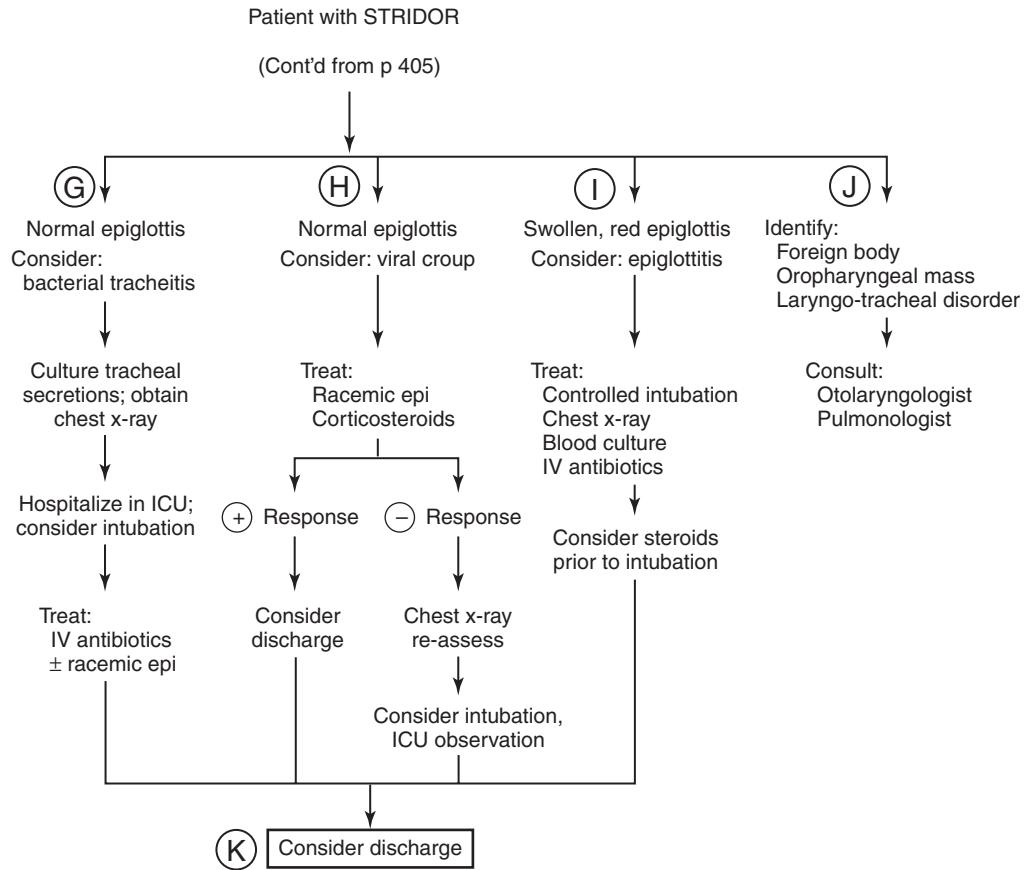 Patient with STRIDOR
(Cont'd from p 405)
G
Normal epiglottis
Consider:
bacterial tracheitis
Culture tracheal
secretions; obtain
chest x-ray
Hospitalize in ICU;
consider intubation
Treat:
IV antibiotics
± racemic epi
H
Normal epiglottis
Consider: viral croup
Treat:
Racemic epi
Corticosteroids
+ Response
Consider
discharge
− Response
Chest x-ray
re-assess
Consider intubation,
ICU observation
I
Swollen, red epiglottis
Consider: epiglottitis
Treat:
Controlled intubation
Chest x-ray
Blood culture
IV antibiotics
Consider steroids
prior to intubation
J
Identify:
Foreign body
Oropharyngeal mass
Laryngo-tracheal disorder
Consult:
Otolaryngologist
Pulmonologist
K
Consider discharge